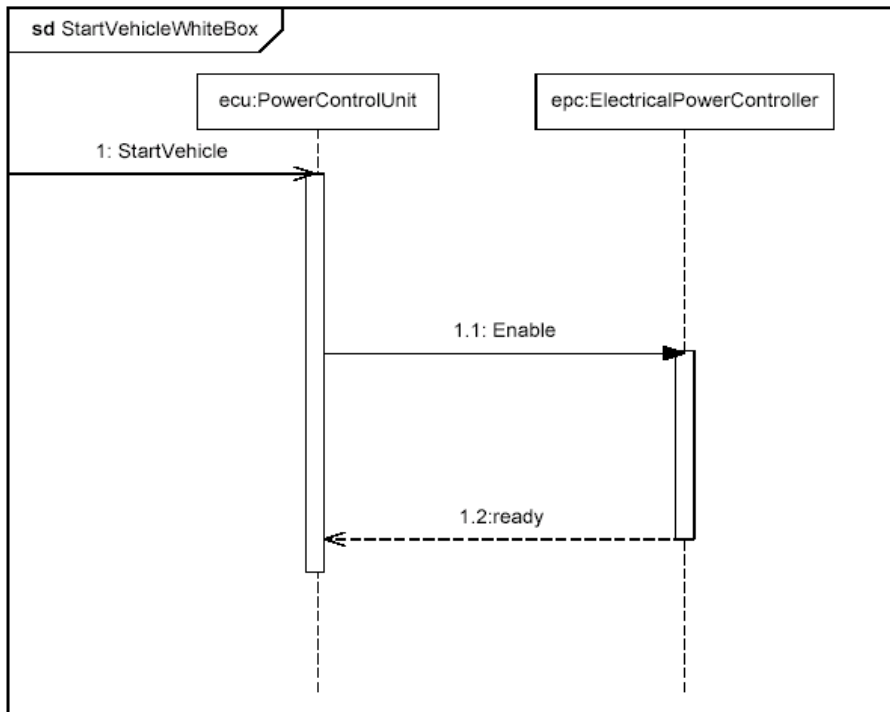 sd StartVehicleWhiteBox
ecu:PowerControlUnit
epc:ElectricalPowerController
1: StartVehicle
1.1: Enable
1.2:ready